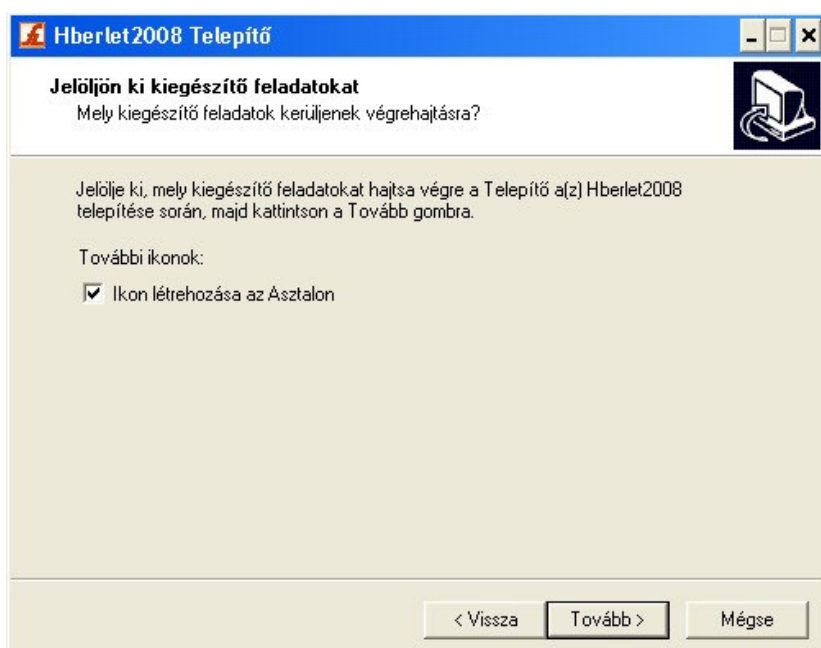 Hberlet2008 Telepítő
Jelöljön ki kiegészítő feladatokat
Mely kiegészítő feladatok kerüljenek végrehajtásra?
Jelölje ki, mely kiegészítő feladatokat hajtsa végre a Telepítő a(z) Hberlet2008
telepítése során, majd kattintson a Tovább gombra.
További ikonok:
Ikon létrehozása az Asztalon
< Vissza
Tovább >
Mégse